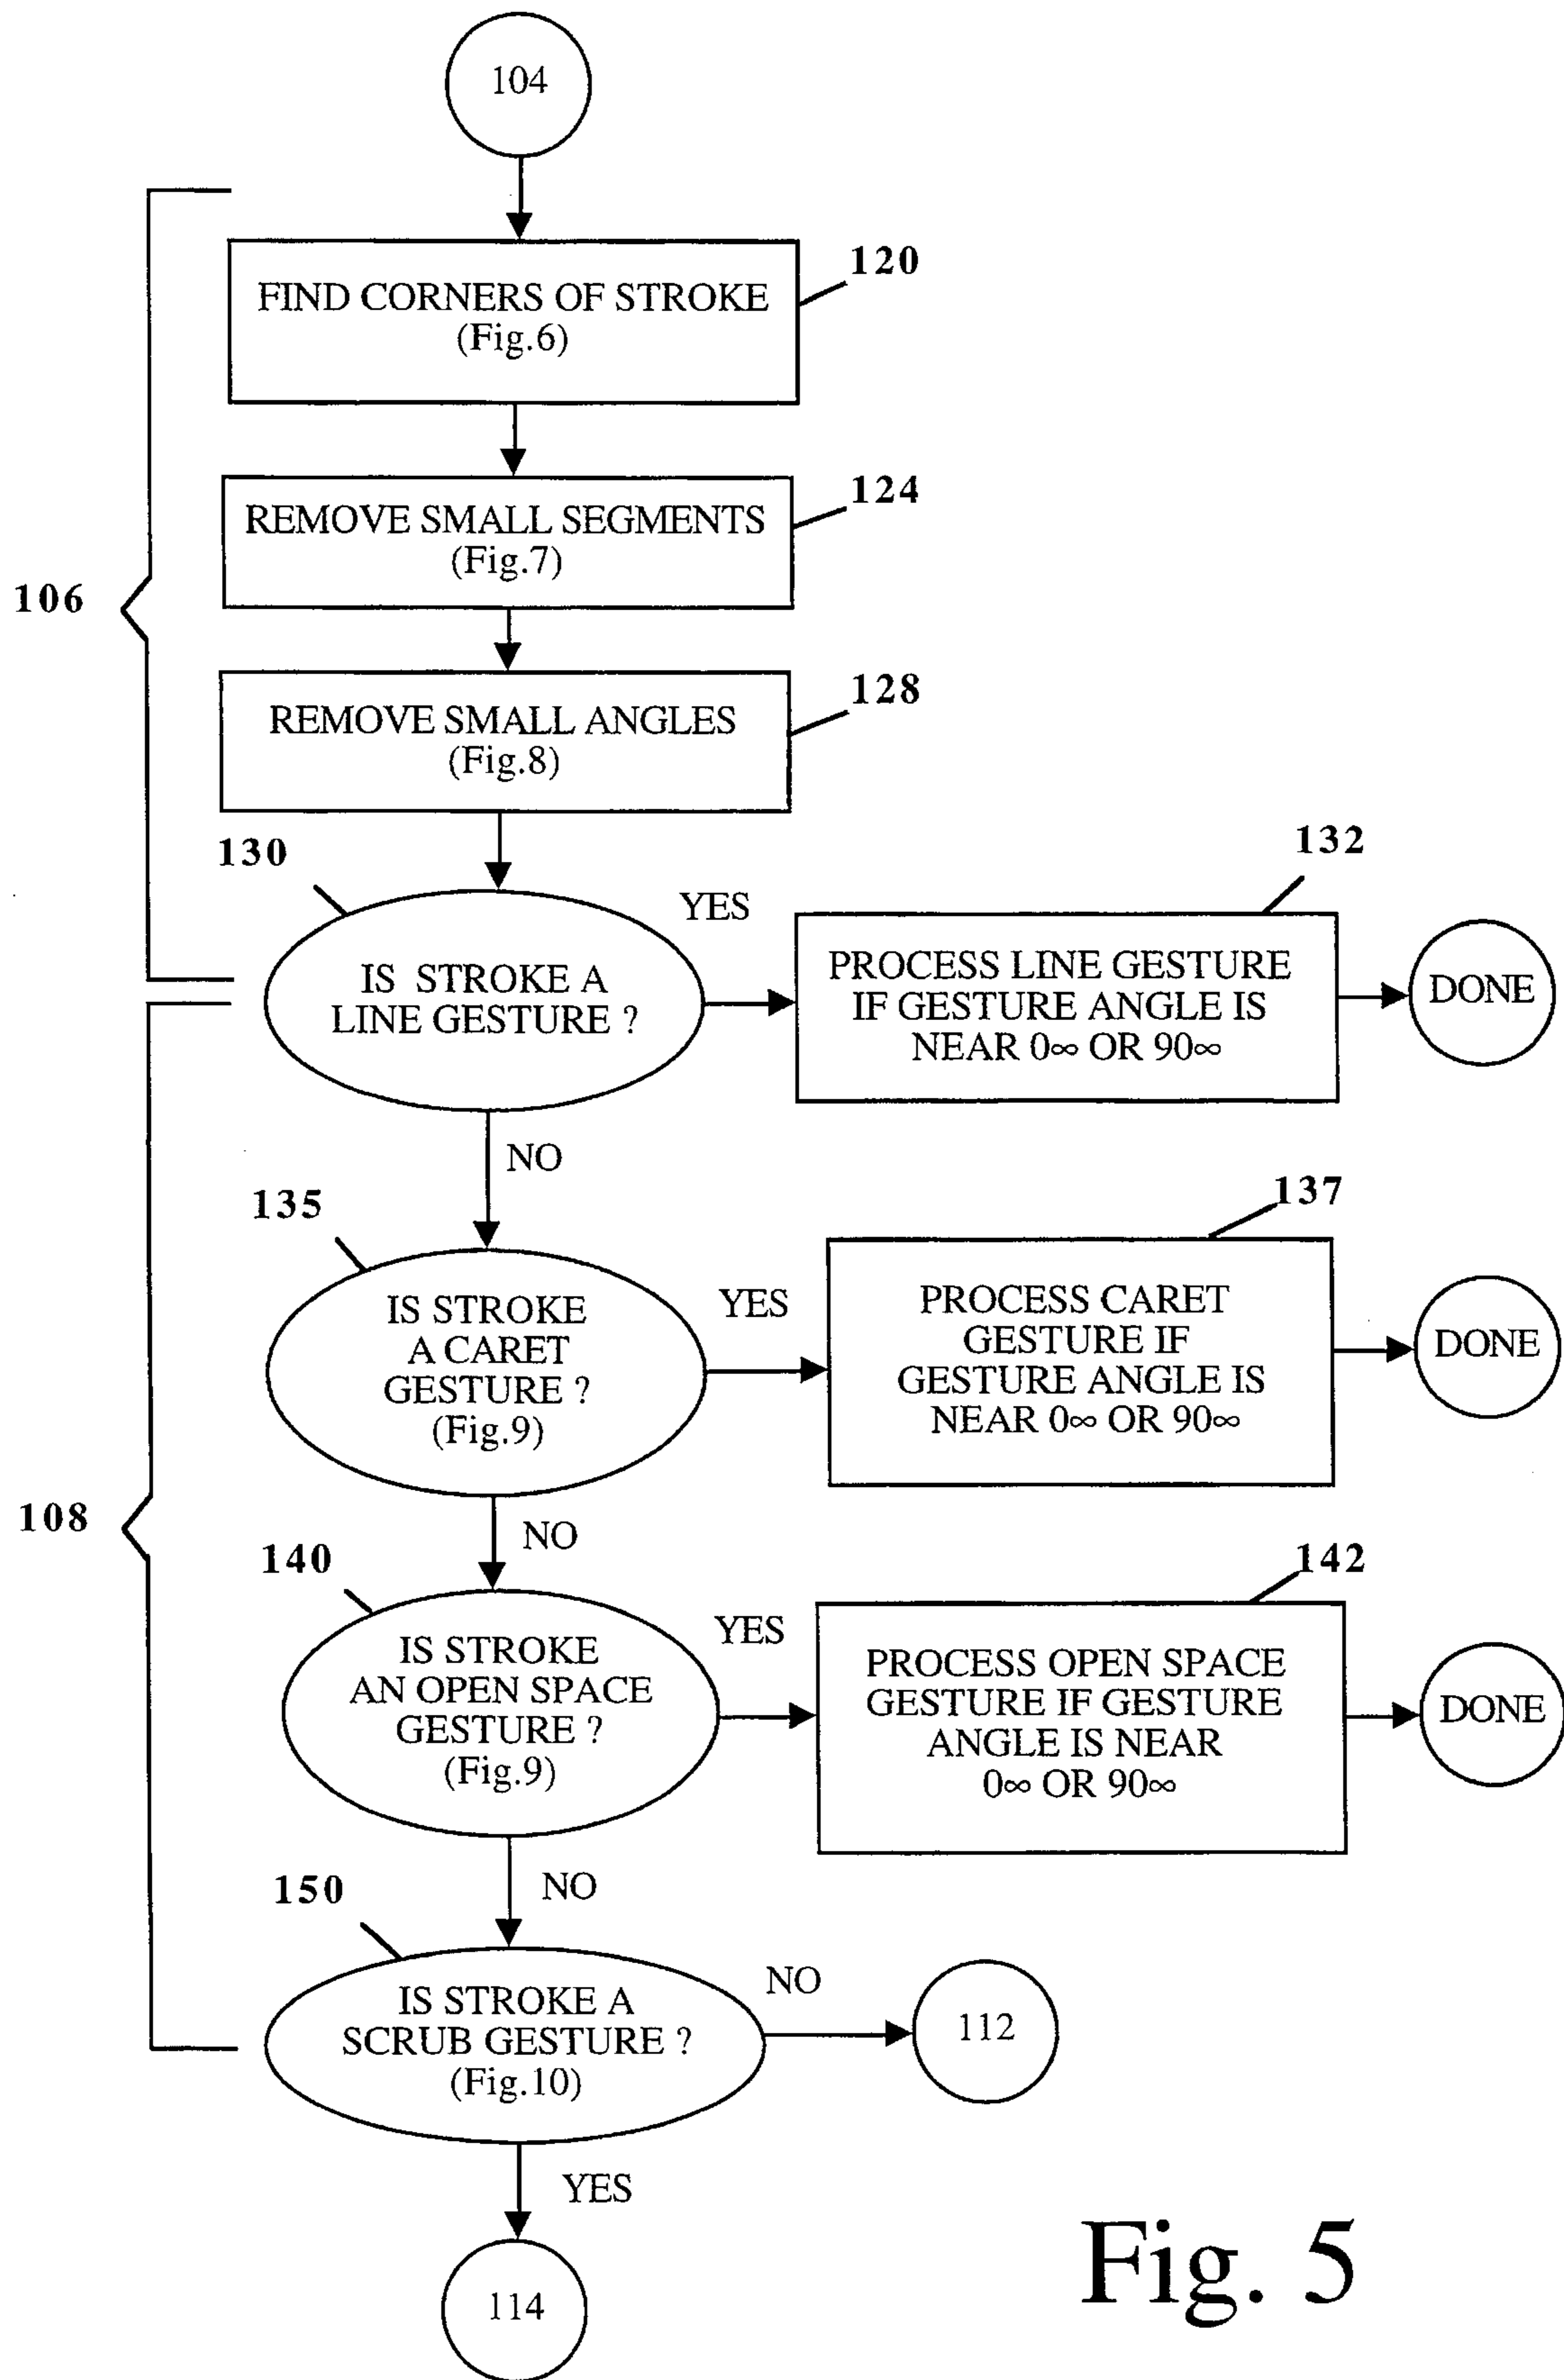 104
120
FIND CORNERS OF STROKE
(Fig.6)
124
REMOVE SMALL SEGMENTS
(Fig.7)
106
128
REMOVE SMALL ANGLES
(Fig.8)
130
YES
132
IS STROKE A
LINE GESTURE ?
PROCESS LINE GESTURE
IF GESTURE ANGLE IS
NEAR 0∞ OR 90∞
DONE
NO
135
137
IS STROKE
A CARET
GESTURE ?
(Fig.9)
YES
PROCESS CARET
GESTURE IF
GESTURE ANGLE IS
NEAR 0∞ OR 90∞
DONE
108
NO
140
142
IS STROKE
AN OPEN SPACE
GESTURE ?
(Fig.9)
YES
PROCESS OPEN SPACE
GESTURE IF GESTURE
ANGLE IS NEAR
0∞ OR 90∞
DONE
NO
150
IS STROKE A
SCRUB GESTURE ?
(Fig.10)
NO
112
YES
114
Fig. 5